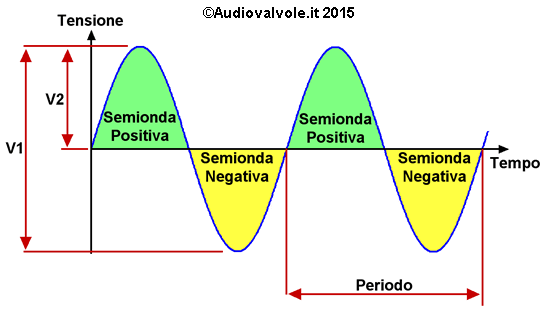 ©Audiovalvole.it 2015
Tensione
V2
V1
Semionda
Positiva
Semionda
Positiva
Semionda
Negativa
Semionda
Negativa
Tempo
Periodo